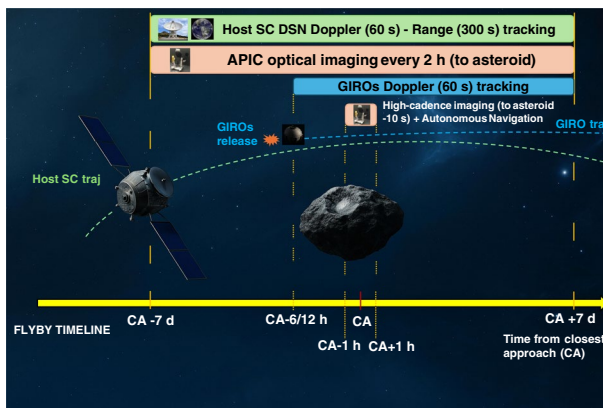 Host SC DSN Doppler (60 s) - Range (300 s) tracking
APIC optical imaging every 2 h (to asteroid)
GIROs Doppler (60 s) tracking
High-cadence imaging (to asteroid
-10 s) + Autonomous Navigation
GIROs
release
GIRO tra
Host SC traj
FLYBY TIMELINE
CA -7 d
CA-6/12 h
CA
CA +7 d
CA-1 h
CA+1 h
Time from closest
approach (CA)